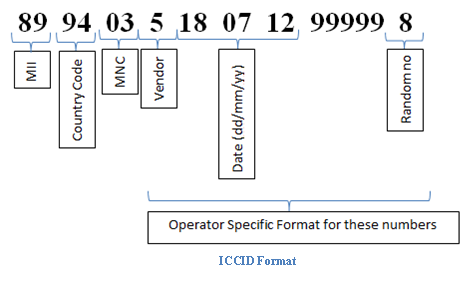 89 94 03 5 18 07 12 99999 8
MII
Country Code
MNC
Vendor
Date (dd/mm/yy)
Random no
Operator Specific Format for these numbers
ICCID Format